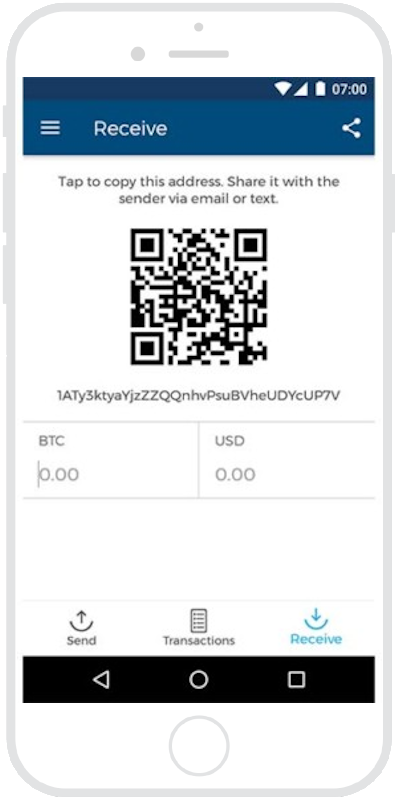 07:00
Receive
Tap to copy this address. Share it with the
sender via email or text.
1ATy3ktyaYjzZZQQnhvPsuBVheUDYcUP7V
BTC
USD
0.00
0.00
Send
Transactions
Receive